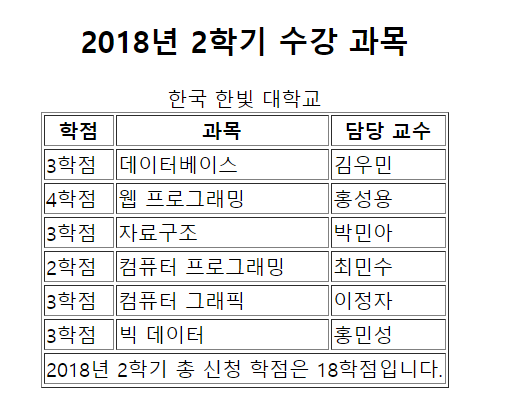 2018년 2학기 수강 과목
한국 한빛 대학교
학점 과목 담당 교수
3학점 데이터베이스 김우민
4학점 웹 프로그래밍 홍성용
3학점 자료구조 박민아
2학점 컴퓨터 프로그래밍 최민수
3학점 컴퓨터 그래픽 이정자
3학점 빅 데이터 홍민성
2018년 2학기 총 신청 학점은 18학점입니다.